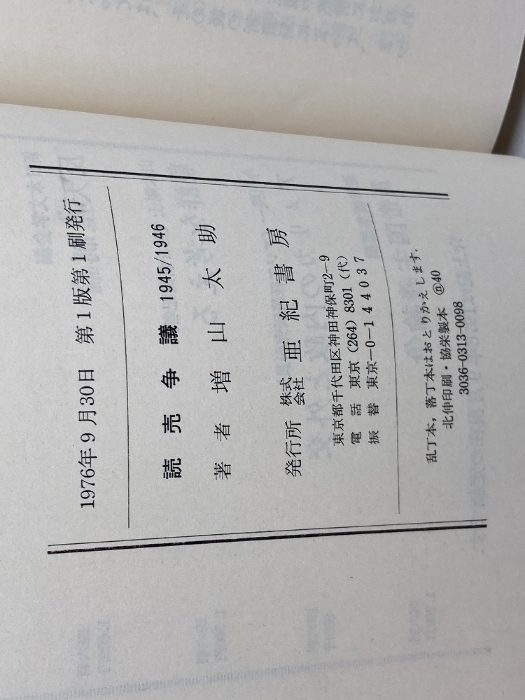 1976年9月30日　第1版第1刷発行
読売争議 1945/1946
著者 増山太助
発行所 株式会社 亜紀書房
東京都千代田区神田神保町2−9
電話 東京(264)8301(代)
振替 東京−0−144037
乱丁本，落丁本はおとりかえします．
北伸印刷・協栄製本 @40
3036-0313-0098